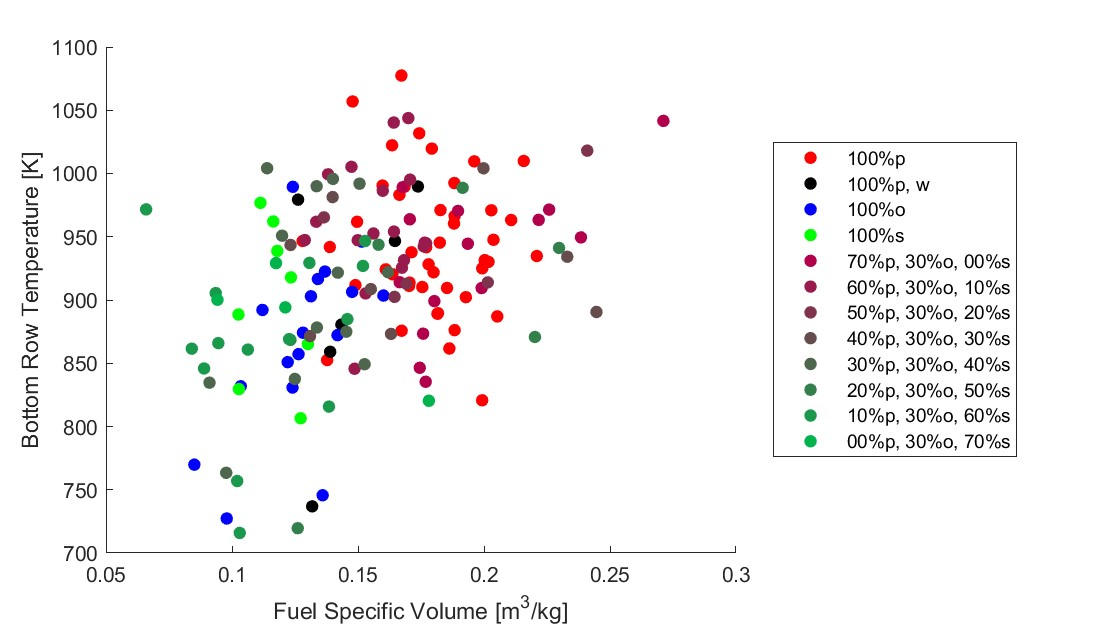 1100
1050
1000
950
900
850
800
750
700
Bottom Row Temperature [K]
0.05 0.1 0.15 0.2 0.25 0.3
Fuel Specific Volume [m³/kg]
100%p
100%p, w
100%o
100%s
70%p, 30%o, 00%s
60%p, 30%o, 10%s
50%p, 30%o, 20%s
40%p, 30%o, 30%s
30%p, 30%o, 40%s
20%p, 30%o, 50%s
10%p, 30%o, 60%s
00%p, 30%o, 70%s